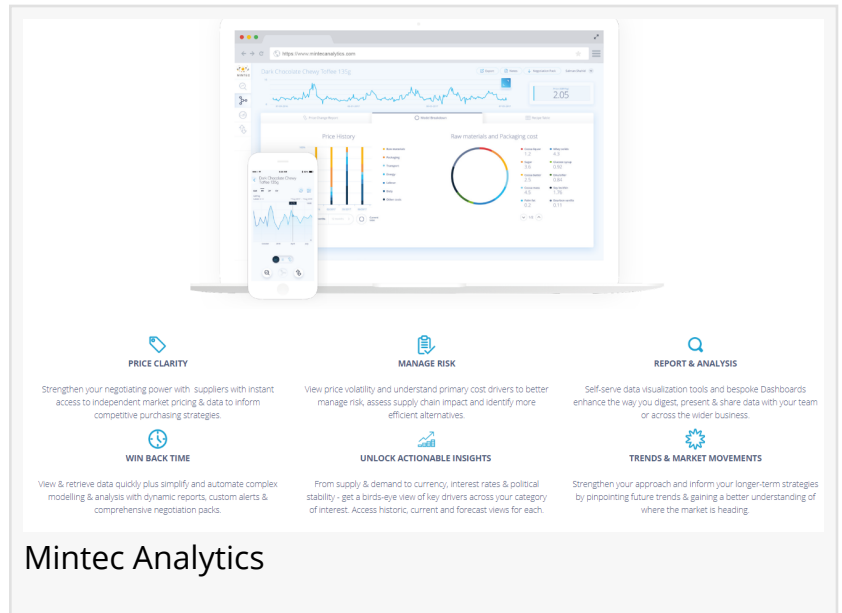 https://www.mintecanalytics.com
MINTEC
Dark Chocolate Chewy Toffee 135g
2.05
Price History
Raw materials and Packaging cost
Dark Chocolate Chewy
Toffee 135g
PRICE CLARITY
MANAGE RISK
REPORT & ANALYSIS
Strengthen your negotiating power with suppliers with instant
access to independent market pricing & data to inform
competitive purchasing strategies.
View price volatility and understand primary cost drivers to better
manage risk, assess supply chain impact and identify more
efficient alternatives.
Self-serve data visualization tools and bespoke Dashboards
enhance the way you digest, present & share data with your team
or across the wider business.
WIN BACK TIME
UNLOCK ACTIONABLE INSIGHTS
TRENDS & MARKET MOVEMENTS
View & retrieve data quickly plus simplify and automate complex
modelling & analysis with dynamic reports, custom alerts &
comprehensive negotiation packs.
From supply & demand to currency, interest rates & political
stability - get a birds-eye view of key drivers across your category
of interest. Access historic, current and forecast views for each.
Strengthen your approach and inform your longer-term strategies
by pinpointing future trends & gaining a better understanding of
where the market is heading.
Mintec Analytics